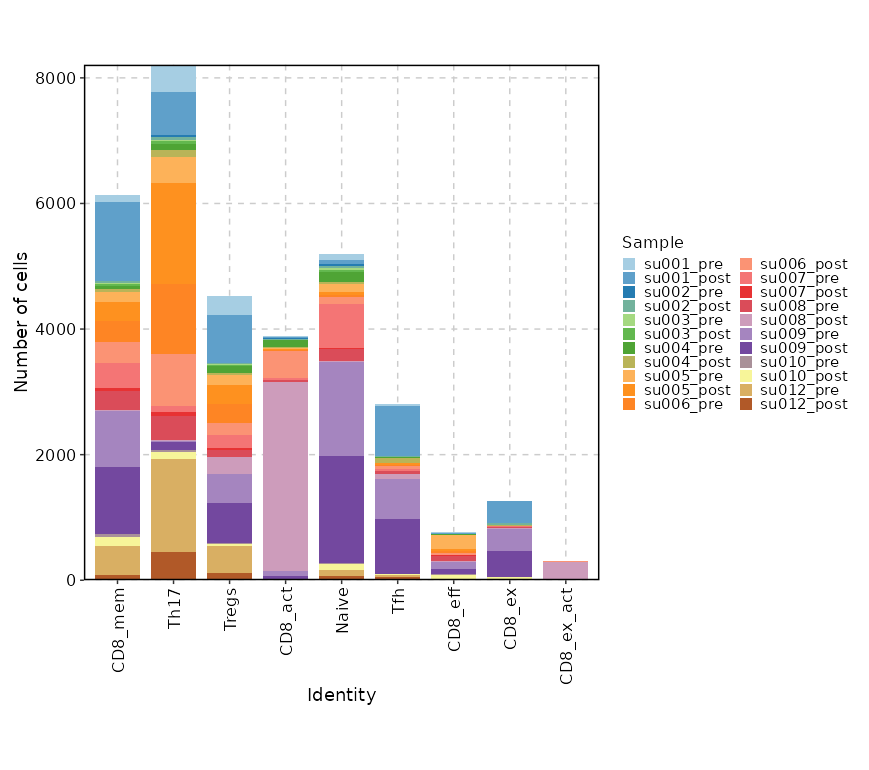 8000
6000
4000
2000
0
Number of cells
CD8_mem
Th17
Tregs
CD8_act
Naive
Tfh
CD8_eff
CD8_ex
CD8_ex_act
Identity
Sample
su001_pre
su001_post
su002_pre
su002_post
su003_pre
su003_post
su004_pre
su004_post
su005_pre
su005_post
su006_pre
su006_post
su007_pre
su007_post
su008_pre
su008_post
su009_pre
su009_post
su010_pre
su010_post
su012_pre
su012_post